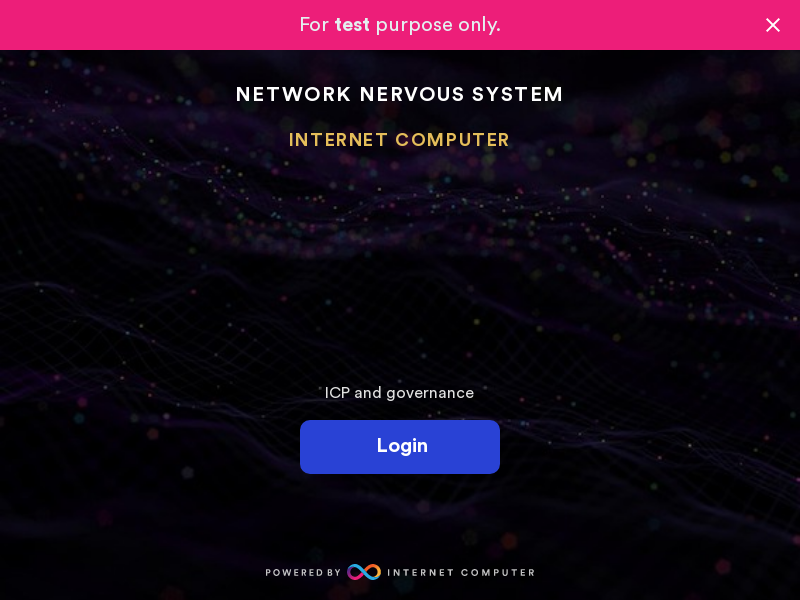 For test purpose only.
NETWORK NERVOUS SYSTEM
INTERNET COMPUTER
ICP and governance
Login
POWERED BY INTERNET COMPUTER